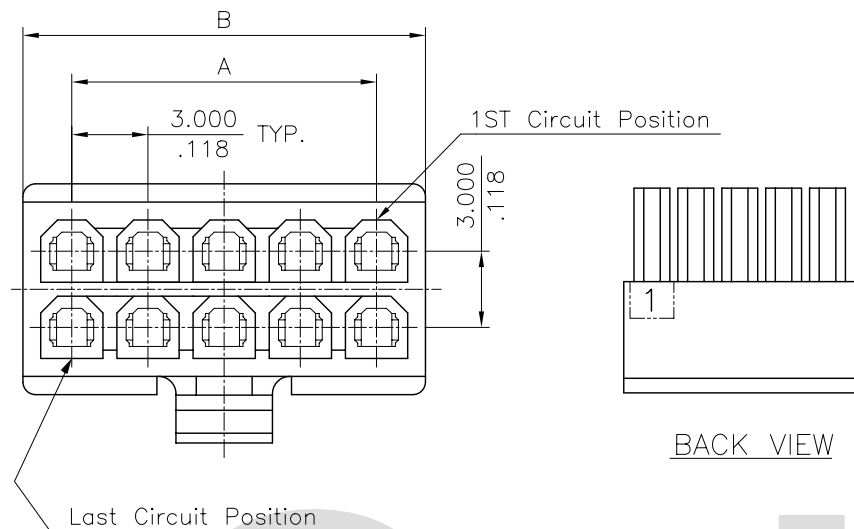 B
A
3.000
.118
TYP.
1ST Circuit Position
3.000
.118
1
BACK VIEW
Last Circuit Position